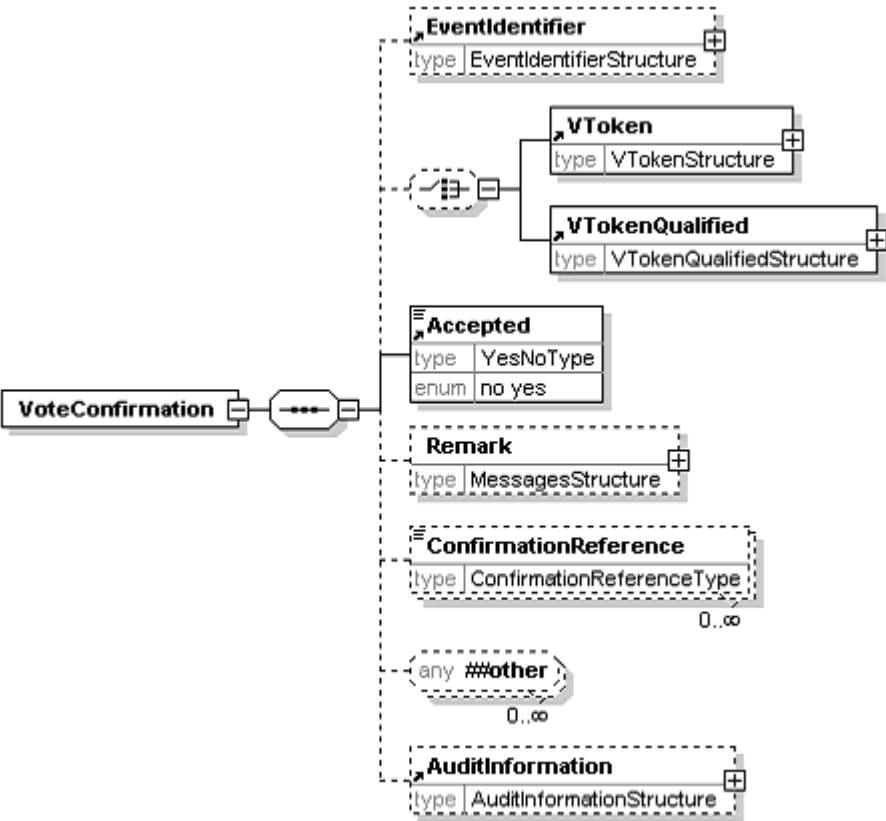 EventIdentifier
type EventIdentifierStructure
VToken
type VTokenStructure
VTokenQualified
type VTokenQualifiedStructure
Accepted
type YesNoType
enum no yes
VoteConfirmation
Remark
type MessagesStructure
ConfirmationReference
type ConfirmationReferenceType
0..∞
any ##other
0..∞
AuditInformation
type AuditInformationStructure